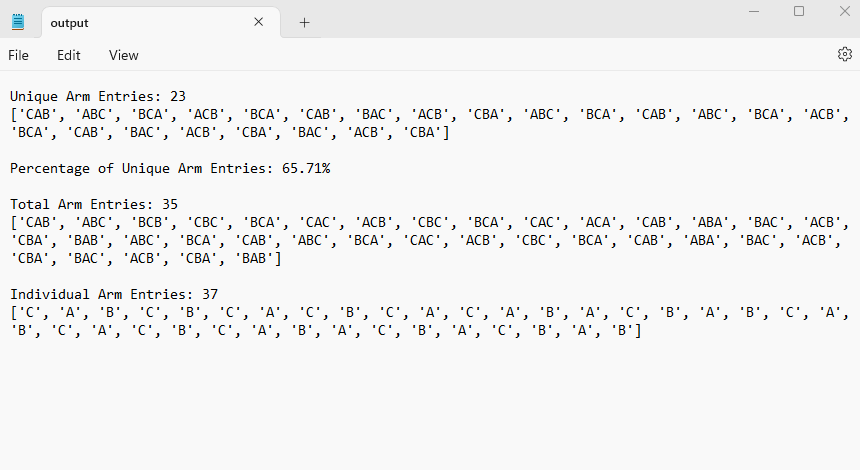 output
File Edit View
Unique Arm Entries: 23
['CAB', 'ABC', 'BCA', 'ACB', 'BCA', 'CAB', 'BAC', 'ACB', 'CBA', 'ABC', 'BCA', 'CAB', 'ABC', 'BCA', 'ACB',
'BCA', 'CAB', 'BAC', 'ACB', 'CBA', 'BAC', 'ACB', 'CBA']
Percentage of Unique Arm Entries: 65.71%
Total Arm Entries: 35
['CAB', 'ABC', 'BCB', 'CBC', 'BCA', 'CAC', 'ACB', 'CBC', 'BCA', 'CAC', 'ACA', 'CAB', 'ABA', 'BAC', 'ACB',
'CBA', 'BAB', 'ABC', 'BCA', 'CAB', 'ABC', 'BCA', 'CAC', 'ACB', 'CBC', 'BCA', 'CAB', 'ABA', 'BAC', 'ACB',
'CBA', 'BAC', 'ACB', 'CBA', 'BAB']
Individual Arm Entries: 37
['C', 'A', 'B', 'C', 'B', 'C', 'A', 'C', 'B', 'C', 'A', 'C', 'A', 'B', 'A', 'C', 'B', 'A', 'B', 'C', 'A',
'B', 'C', 'A', 'C', 'B', 'C', 'A', 'B', 'A', 'C', 'B', 'A', 'C', 'B', 'A', 'B']